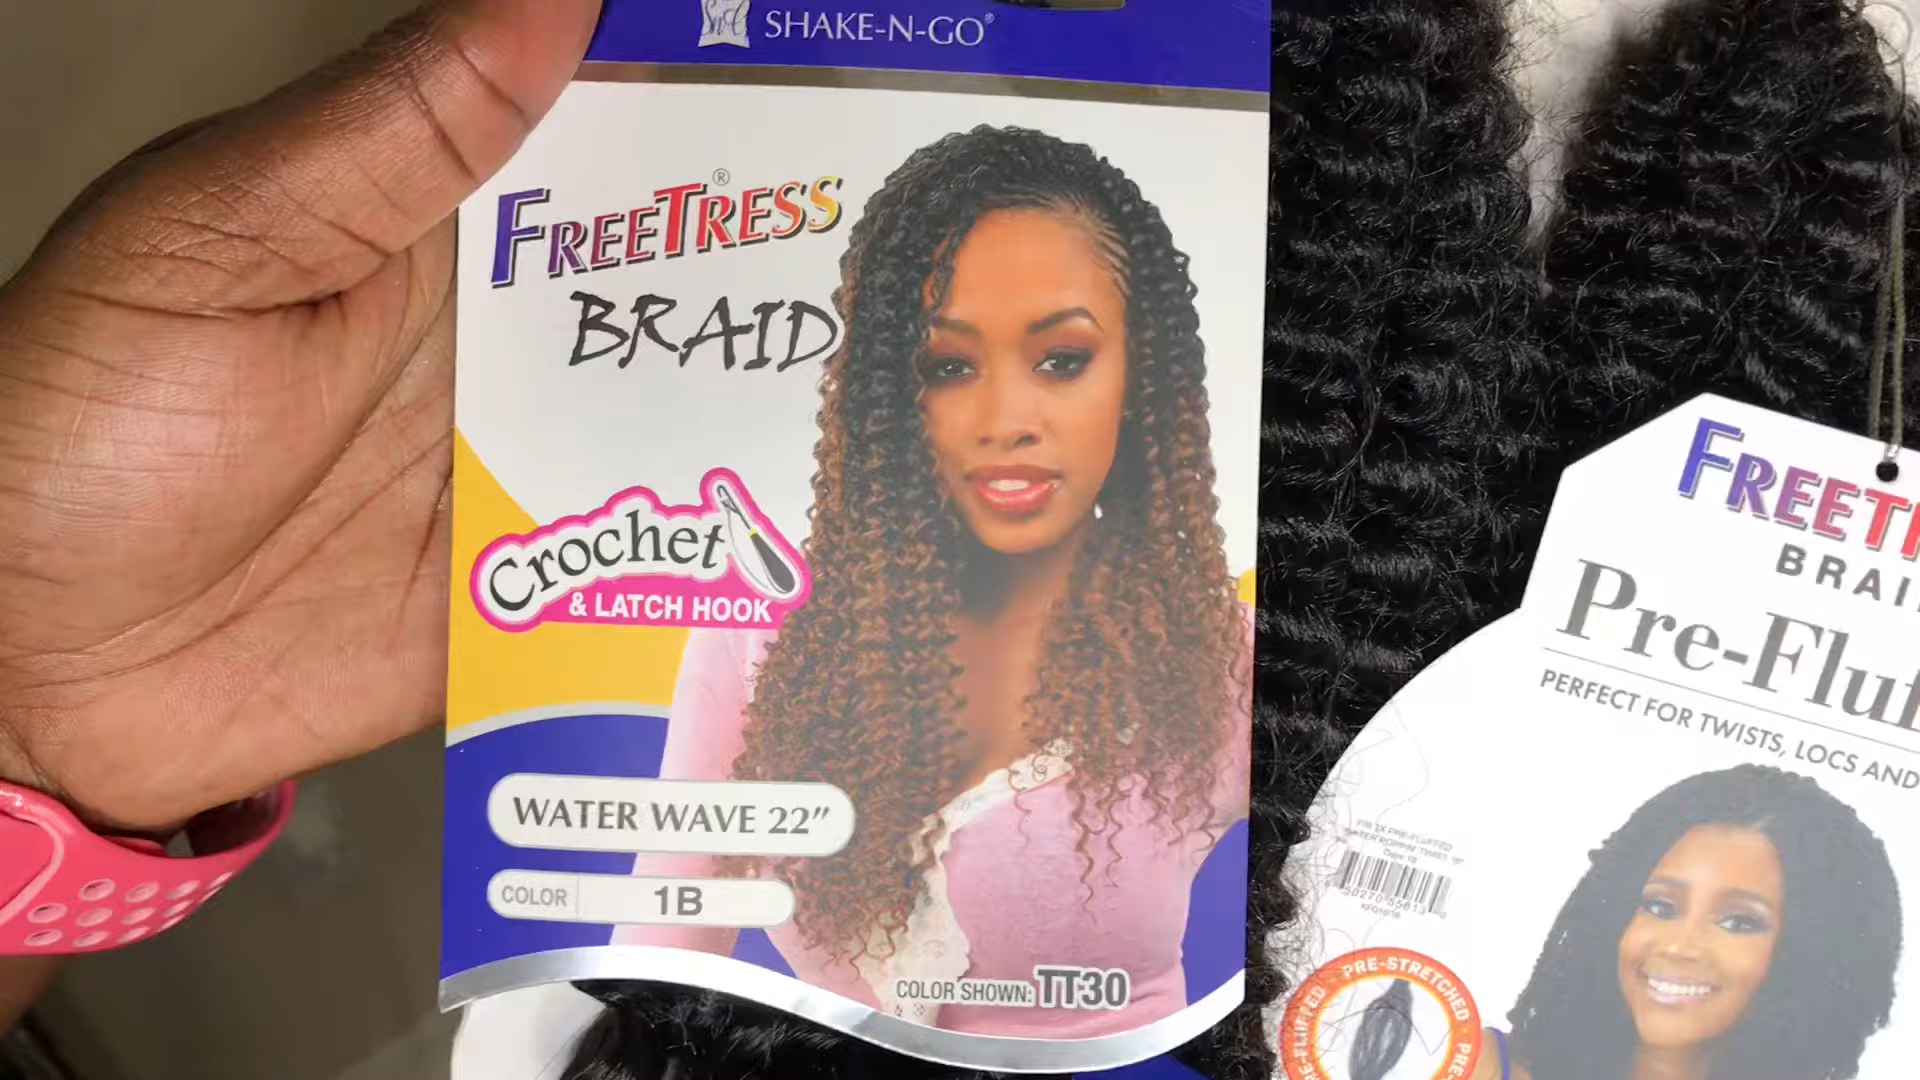 SHAKE-N-GO®
FREETRESS®
BRAID
Crochet
& LATCH HOOK
WATER WAVE 22"
COLOR 1B
COLOR SHOWN: TT30
FREET
BRAI
Pre-Fluf
PERFECT FOR TWISTS, LOCS AND
PRE-STRETCHED